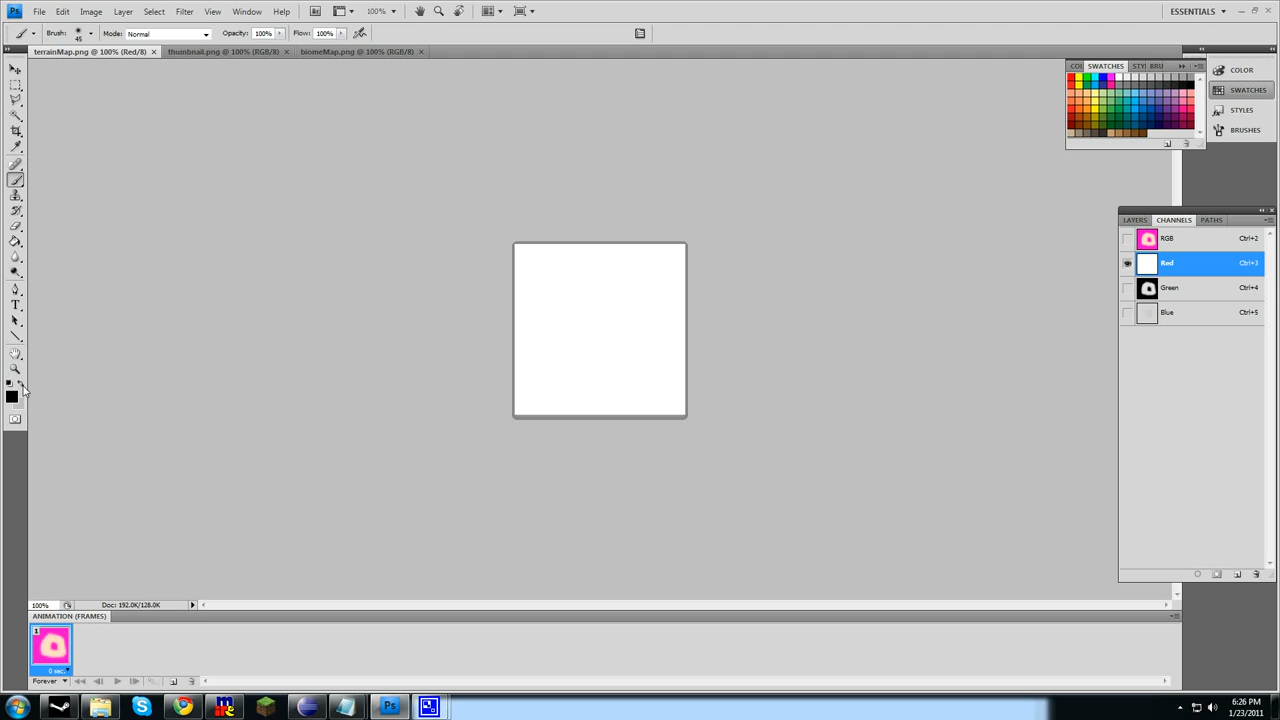 Ps File Edit Image Layer Select Filter View Window Help 100% ESSENTIALS
Brush: 45 Mode: Normal Opacity: 100% Flow: 100%
terrainMap.png @ 100% (Red/8) × thumbnail.png @ 100% (RGB/8) × biomeMap.png @ 100% (RGB/8) ×
COL SWATCHES STY BRU
COLOR
SWATCHES
STYLES
BRUSHES
LAYERS CHANNELS PATHS
RGB Ctrl+2
Red Ctrl+3
Green Ctrl+4
Blue Ctrl+5
T
100% Doc: 192.0K/128.0K
ANIMATION (FRAMES)
1
0 sec.
Forever
Ps
6:26 PM
1/23/2011